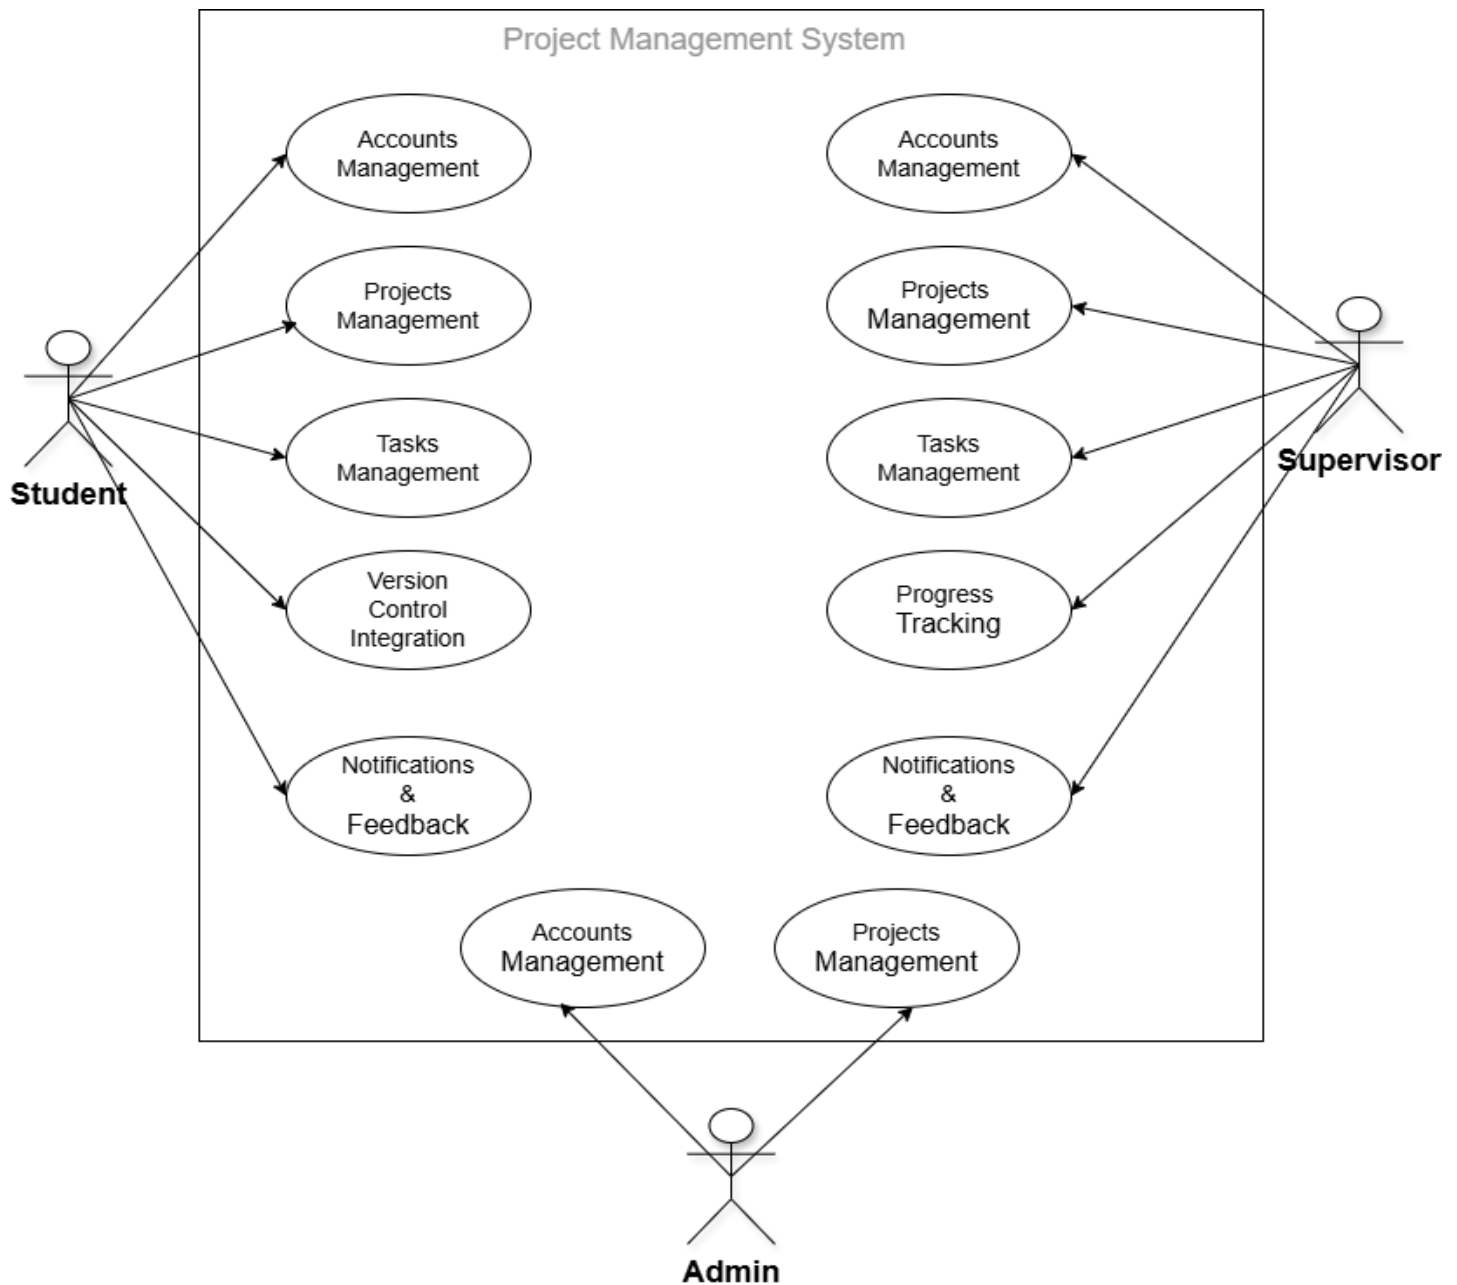 Project Management System
Accounts
Management
Accounts
Management
Projects
Management
Projects
Management
Tasks
Management
Tasks
Management
Student
Supervisor
Version
Control
Integration
Progress
Tracking
Notifications
&
Feedback
Notifications
&
Feedback
Accounts
Management
Projects
Management
Admin